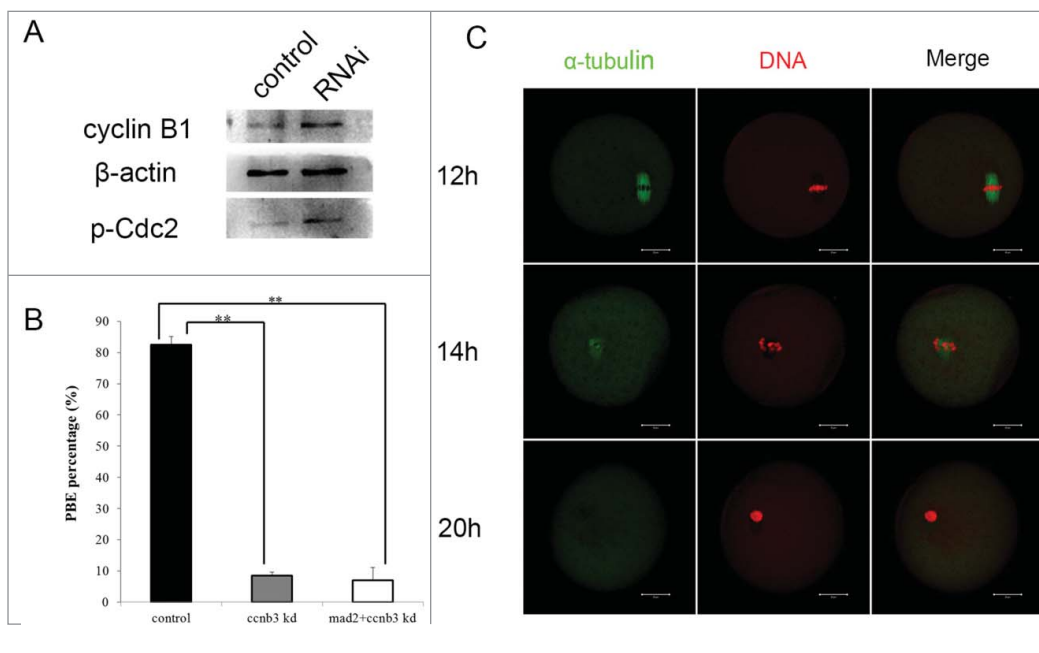 A
control
RNAi
cyclin B1
β-actin
p-Cdc2
B
**
**
90
80
70
60
50
40
30
20
10
0
PBE percentage (%)
control
ccnb3 kd
mad2+ccnb3 kd
C
α-tubulin
DNA
Merge
12h
14h
20h